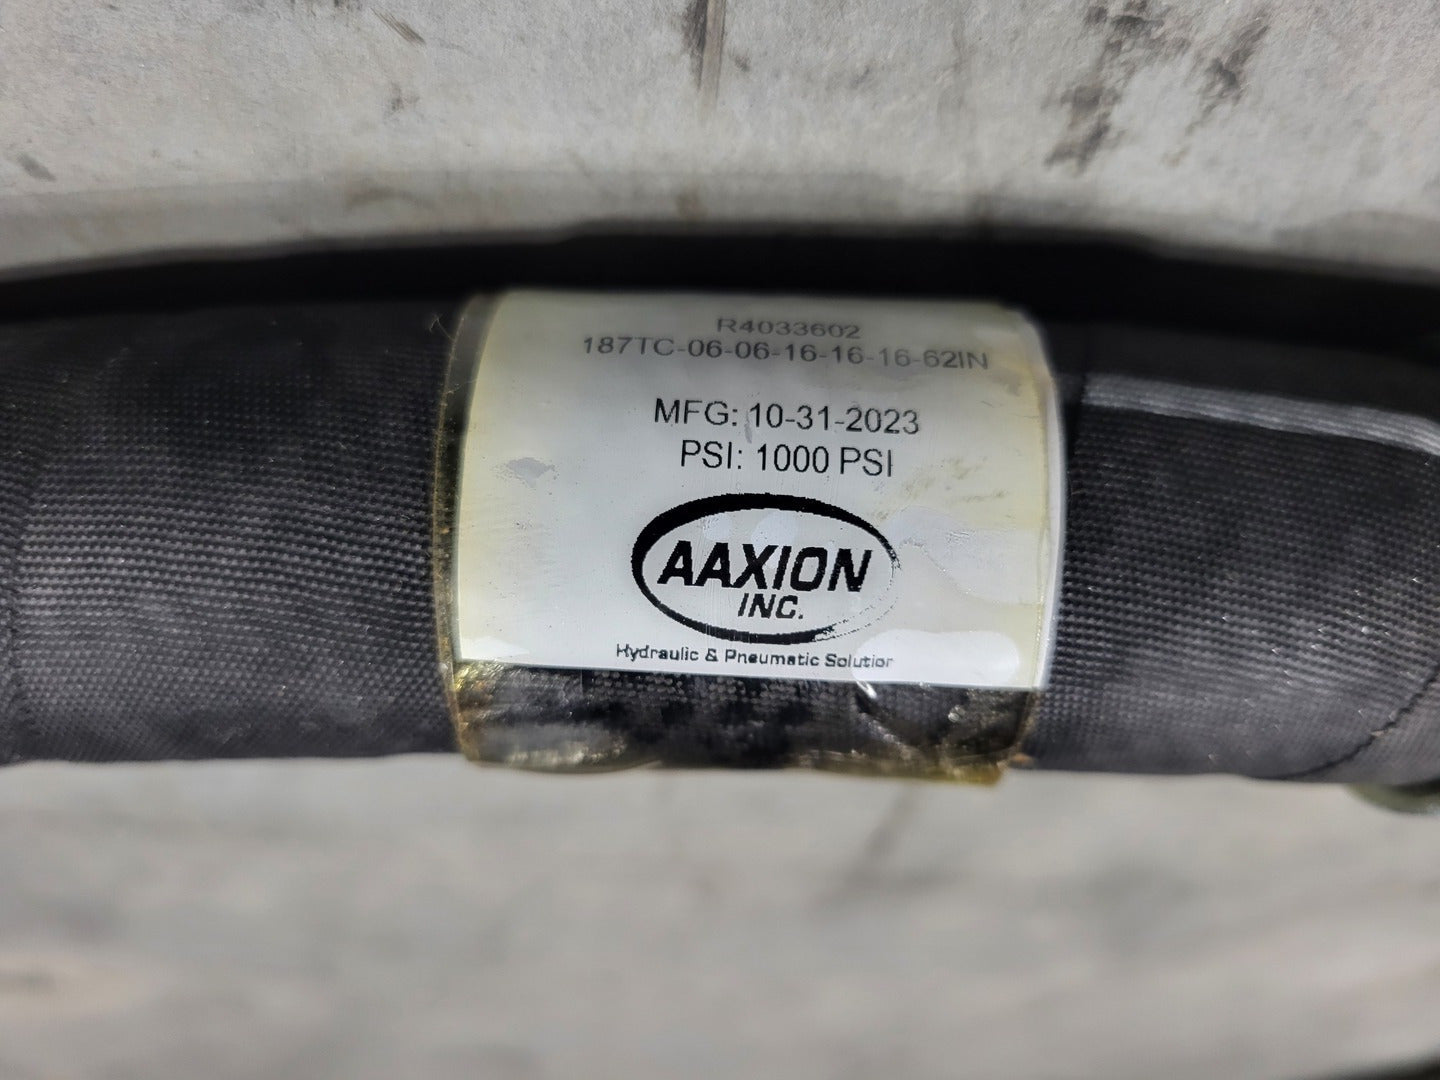 R4033602
187TC-06-06-16-16-16-62IN
MFG: 10-31-2023
PSI: 1000 PSI
AAXION
INC.
Hydraulic & Pneumatic Solution